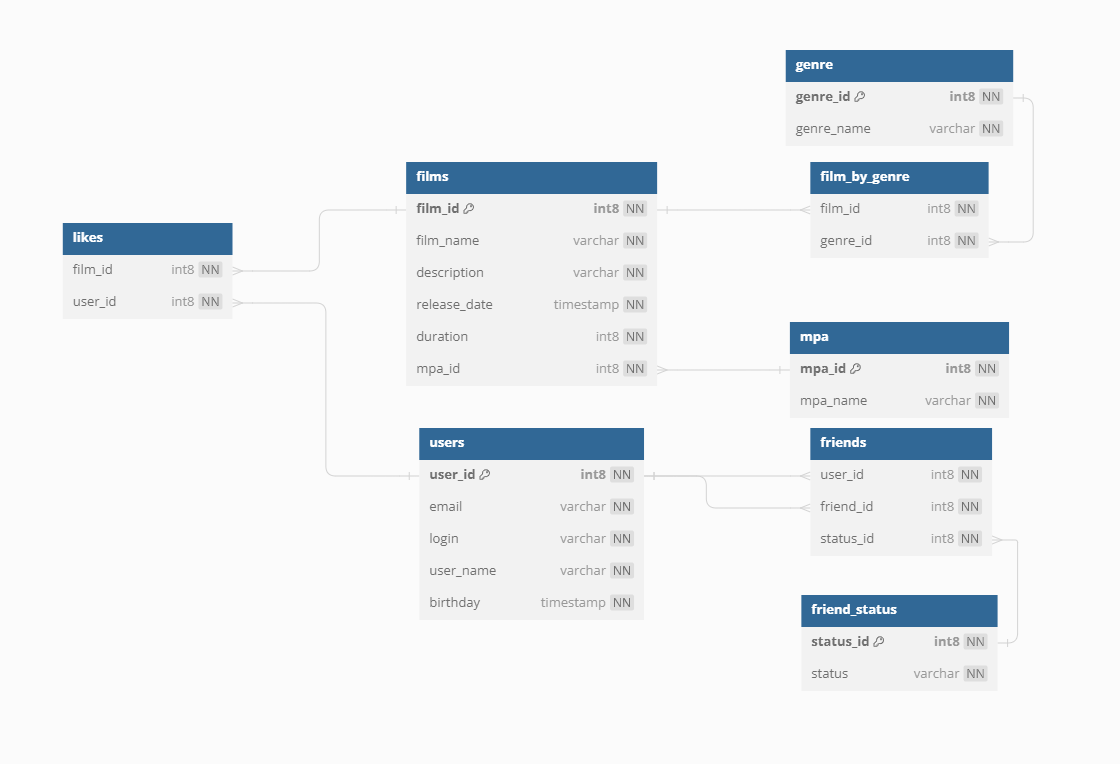 genre
genre_id int8 NN
genre_name varchar NN
films
film_id int8 NN
film_name varchar NN
description varchar NN
release_date timestamp NN
duration int8 NN
mpa_id int8 NN
film_by_genre
film_id int8 NN
genre_id int8 NN
likes
film_id int8 NN
user_id int8 NN
mpa
mpa_id int8 NN
mpa_name varchar NN
users
user_id int8 NN
email varchar NN
login varchar NN
user_name varchar NN
birthday timestamp NN
friends
user_id int8 NN
friend_id int8 NN
status_id int8 NN
friend_status
status_id int8 NN
status varchar NN